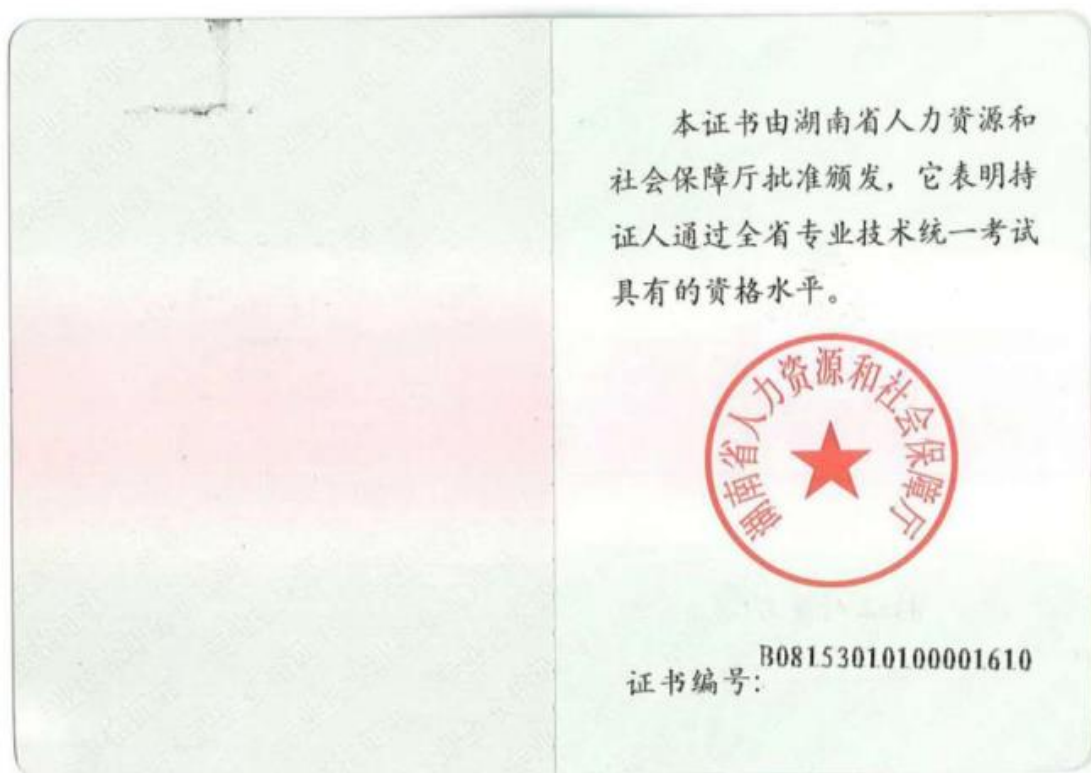 本证书由湖南省人力资源和
社会保障厅批准颁发，它表明持
证人通过全省专业技术统一考试
具有的资格水平。
湖南省人力资源和社会保障厅
B08153010100001610
证书编号：